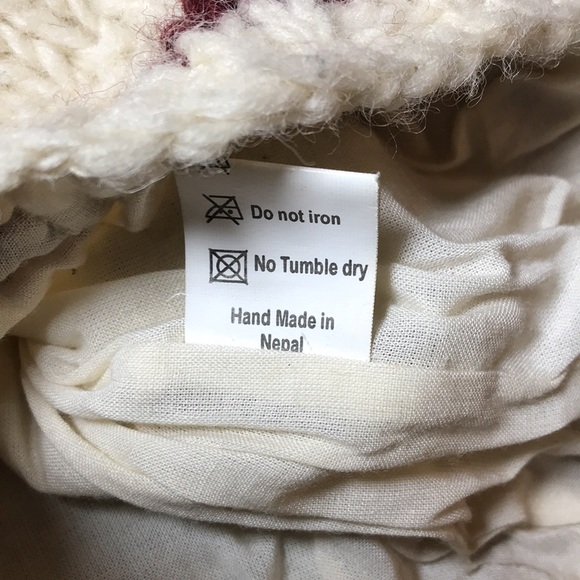 Do not iron
No Tumble dry
Hand Made in
Nepal